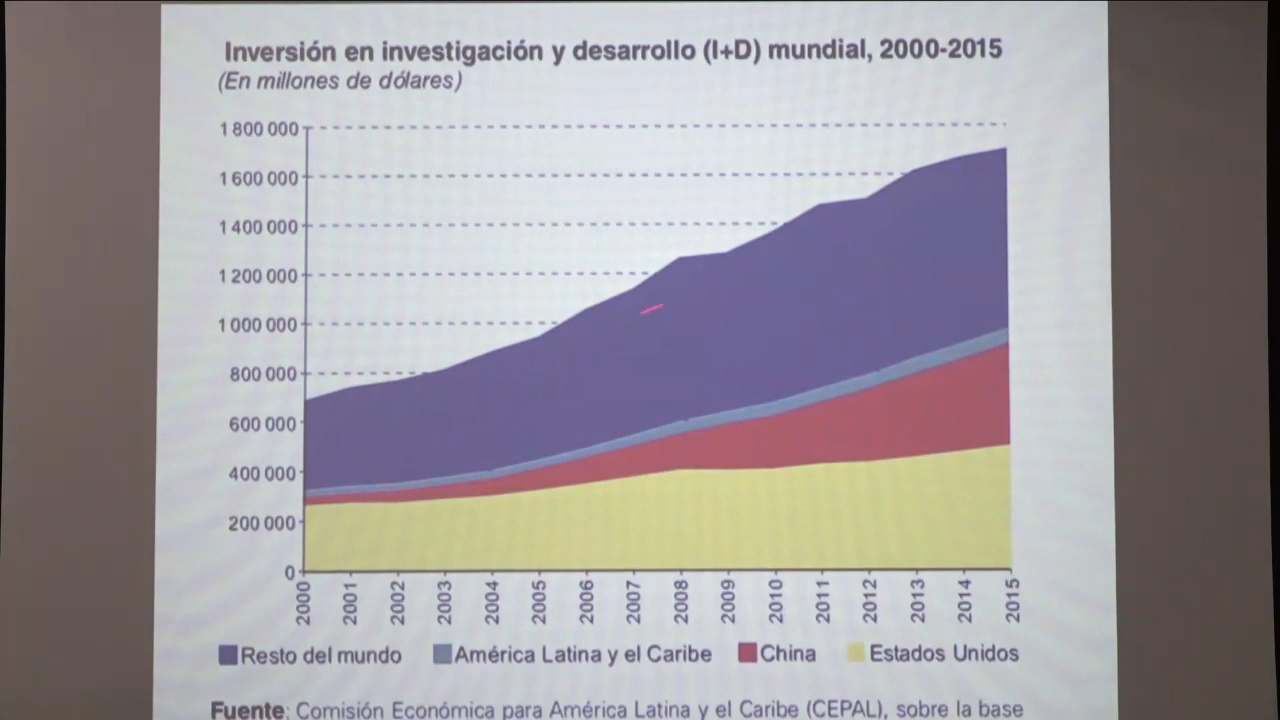 Inversión en investigación y desarrollo (I+D) mundial, 2000-2015
(En millones de dólares)
1 800 000
1 600 000
1 400 000
1 200 000
1 000 000
800 000
600 000
400 000
200 000
0
2000 2001 2002 2003 2004 2005 2006 2007 2008 2009 2010 2011 2012 2013 2014 2015
Resto del mundo América Latina y el Caribe China Estados Unidos
Fuente: Comisión Económica para América Latina y el Caribe (CEPAL), sobre la base